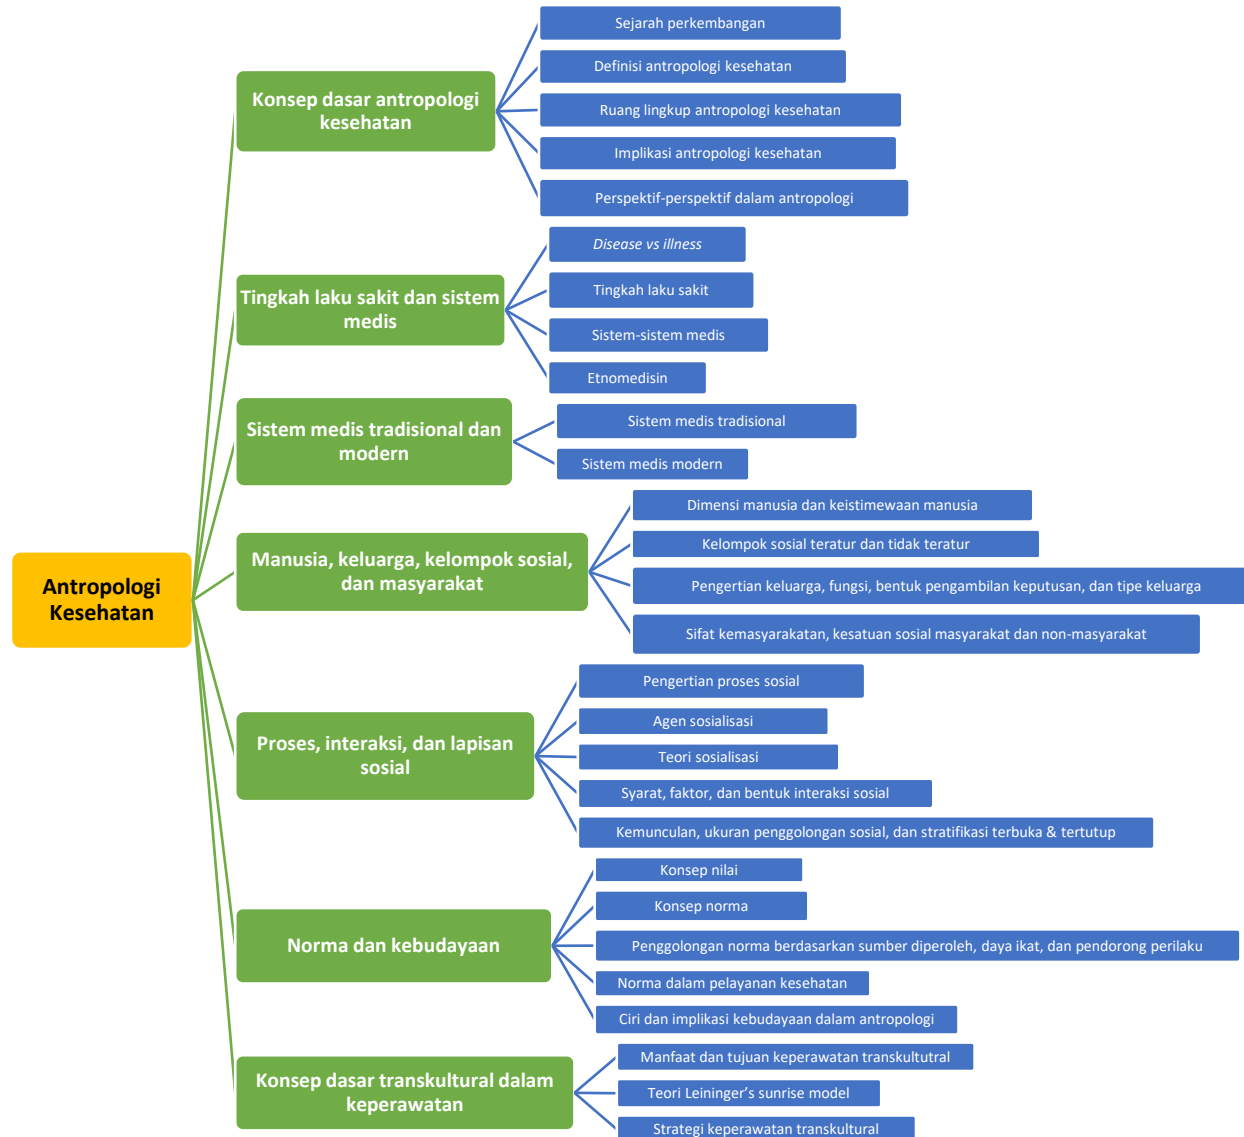 Antropologi
Kesehatan
Konsep dasar antropologi
kesehatan
Sejarah perkembangan
Definisi antropologi kesehatan
Ruang lingkup antropologi kesehatan
Implikasi antropologi kesehatan
Perspektif-perspektif dalam antropologi
Tingkah laku sakit dan sistem
medis
Disease vs illness
Tingkah laku sakit
Sistem-sistem medis
Etnomedisin
Sistem medis tradisional dan
modern
Sistem medis tradisional
Sistem medis modern
Manusia, keluarga, kelompok sosial,
dan masyarakat
Dimensi manusia dan keistimewaan manusia
Kelompok sosial teratur dan tidak teratur
Pengertian keluarga, fungsi, bentuk pengambilan keputusan, dan tipe keluarga
Sifat kemasyarakatan, kesatuan sosial masyarakat dan non-masyarakat
Proses, interaksi, dan lapisan
sosial
Pengertian proses sosial
Agen sosialisasi
Teori sosialisasi
Syarat, faktor, dan bentuk interaksi sosial
Kemunculan, ukuran penggolongan sosial, dan stratifikasi terbuka & tertutup
Norma dan kebudayaan
Konsep nilai
Konsep norma
Penggolongan norma berdasarkan sumber diperoleh, daya ikat, dan pendorong perilaku
Norma dalam pelayanan kesehatan
Ciri dan implikasi kebudayaan dalam antropologi
Konsep dasar transkultural dalam
keperawatan
Manfaat dan tujuan keperawatan transkultutral
Teori Leininger’s sunrise model
Strategi keperawatan transkultural